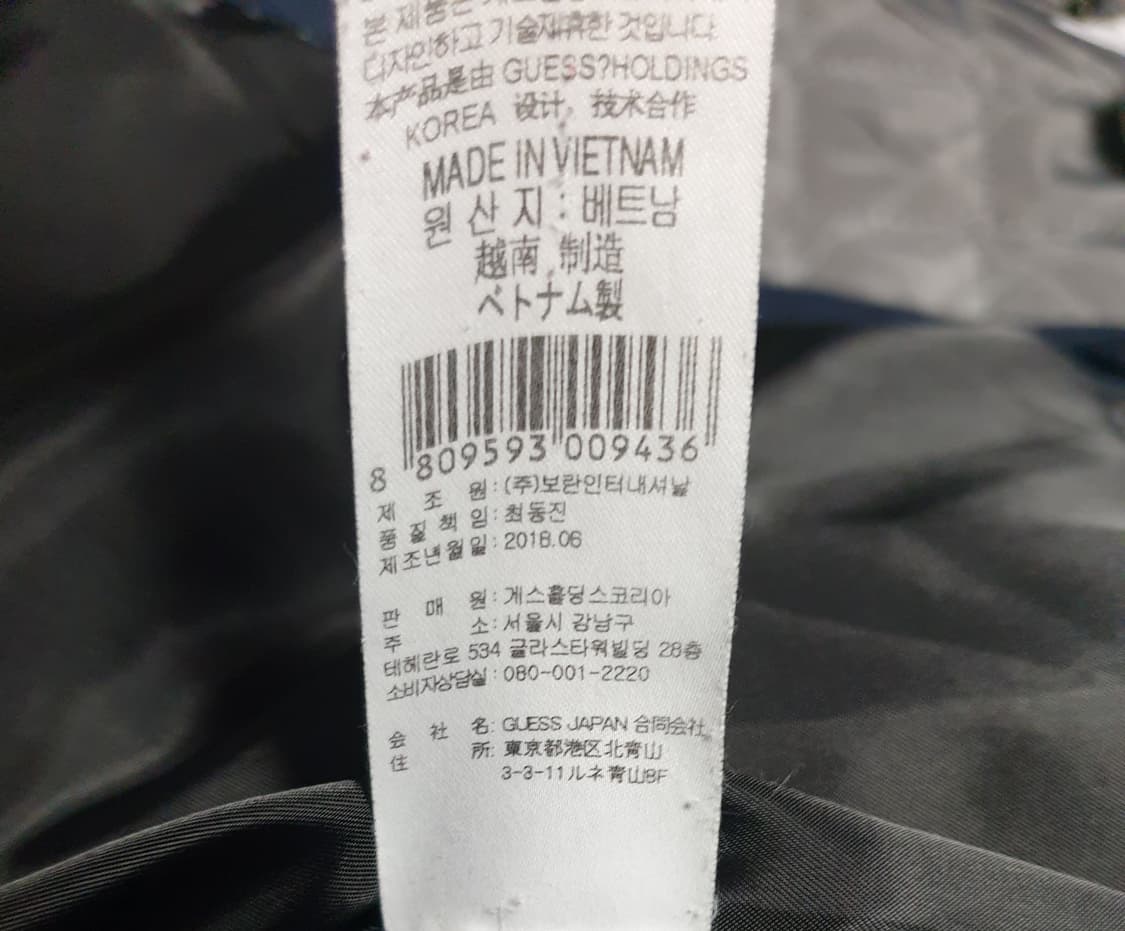 본 제품은
디자인하고 기술제휴한 것입니다
本产品是由 GUESS?HOLDINGS
KOREA 设计, 技术合作
MADE IN VIETNAM
원 산 지 : 베트남
越南 制造
ベトナム製
8 809593 009436
제 조 원 : (주)보란인터내셔날
품 질 책 임 : 최동진
제조년월일 : 2018.06
판 매 원 : 게스홀딩스코리아
주 소 : 서울시 강남구
테헤란로 534 글라스타워빌딩 28층
소비자상담실 : 080-001-2220
会 社 名: GUESS JAPAN 合同会社
住 所: 東京都港区北青山
3-3-11ルネ青山8F